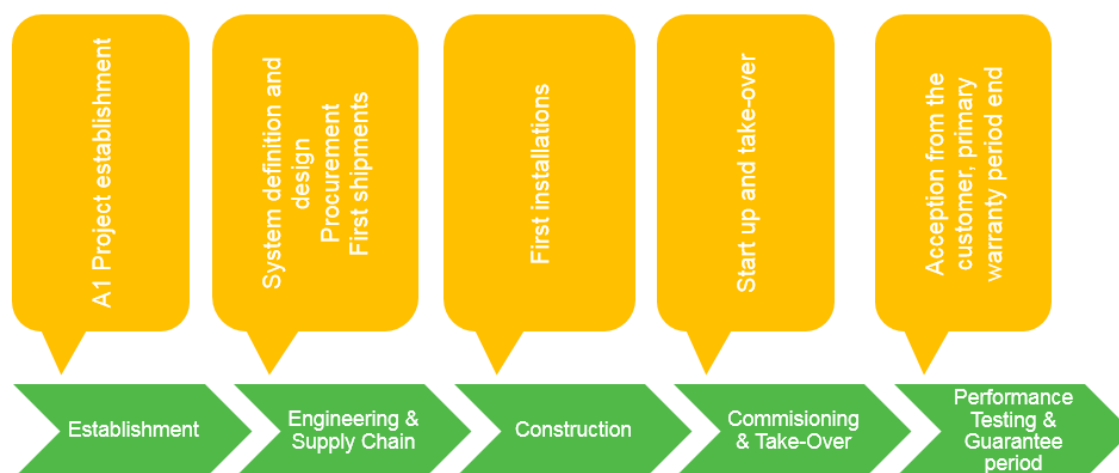 A1 Project establishment
System definition and
design
Procurement
First shipments
First installations
Start up and take-over
Acception from the
customer, primary
warranty period end
Establishment
Engineering &
Supply Chain
Construction
Commisioning
& Take-Over
Performance
Testing &
Guarantee
period